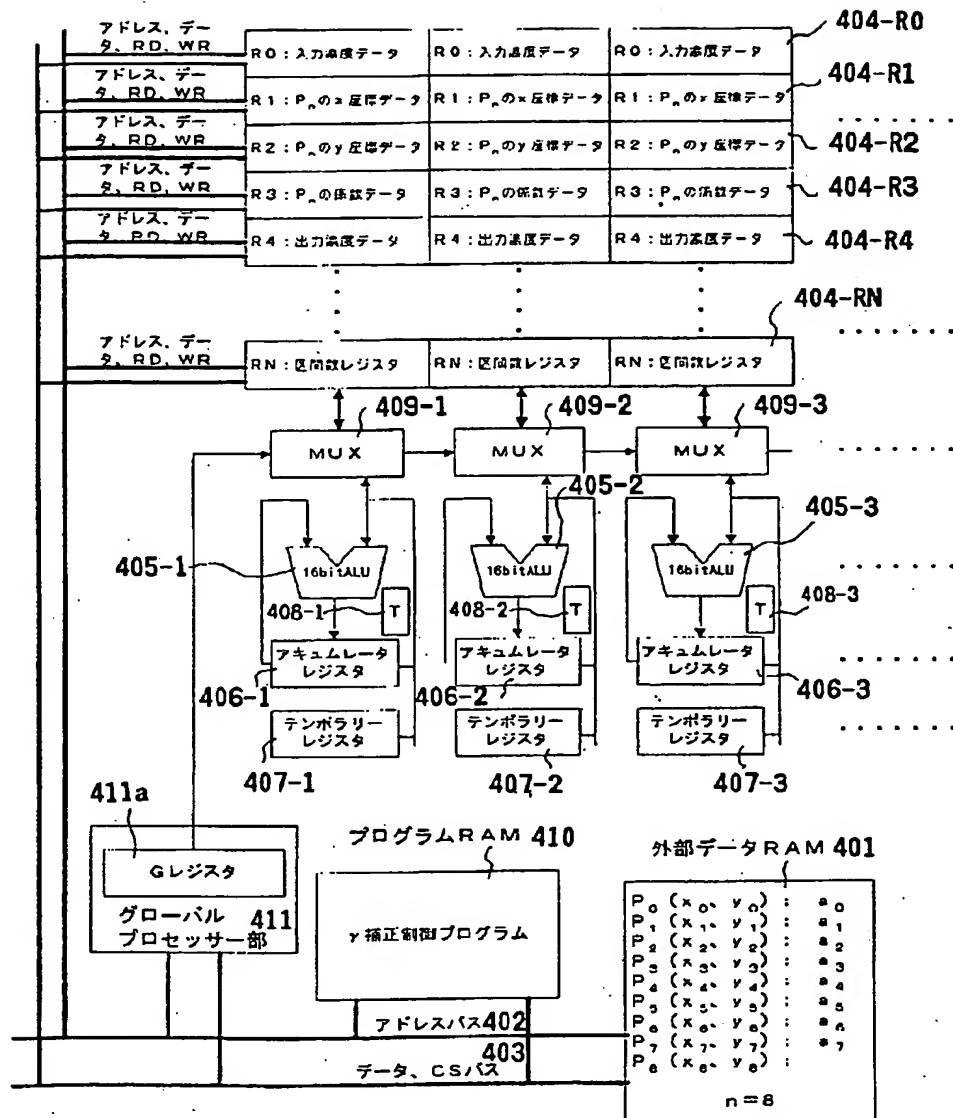 アドレス、デー
タ、RD、WR
R0：入力濃度データ R0：入力濃度データ R0：入力濃度データ
404-R0
アドレス、デー
タ、RD、WR
R1：Pnのx座標データ R1：Pnのx座標データ R1：Pnのx座標データ
404-R1
アドレス、デー
タ、RD、WR
R2：Pnのy座標データ R2：Pnのy座標データ R2：Pnのy座標データ
404-R2
アドレス、デー
タ、RD、WR
R3：Pnの係数データ R3：Pnの係数データ R3：Pnの係数データ
404-R3
アドレス、デー
タ、RD、WR
R4：出力濃度データ R4：出力濃度データ R4：出力濃度データ
404-R4
404-RN
アドレス、デー
タ、RD、WR
RN：区間数レジスタ RN：区間数レジスタ RN：区間数レジスタ
409-1 409-2 409-3
MUX MUX MUX
405-2
405-3
405-1
16bitALU 16bitALU 16bitALU
408-1 T 408-2 T T 408-3
アキュムレータ
レジスタ
アキュムレータ
レジスタ
アキュムレータ
レジスタ
406-1 406-2 406-3
テンポラリー
レジスタ
テンポラリー
レジスタ
テンポラリー
レジスタ
407-1 407-2 407-3
411a
Gレジスタ
グローバル
プロセッサー部
411
プログラムRAM 410
γ補正制御プログラム
外部データRAM 401
P0 (x0、y0) ： a0
P1 (x1、y1) ： a1
P2 (x2、y2) ： a2
P3 (x3、y3) ： a3
P4 (x4、y4) ： a4
P5 (x5、y5) ： a5
P6 (x6、y6) ： a6
P7 (x7、y7) ： a7
P8 (x8、y8) ：
n=8
アドレスバス402
403
データ、CSバス